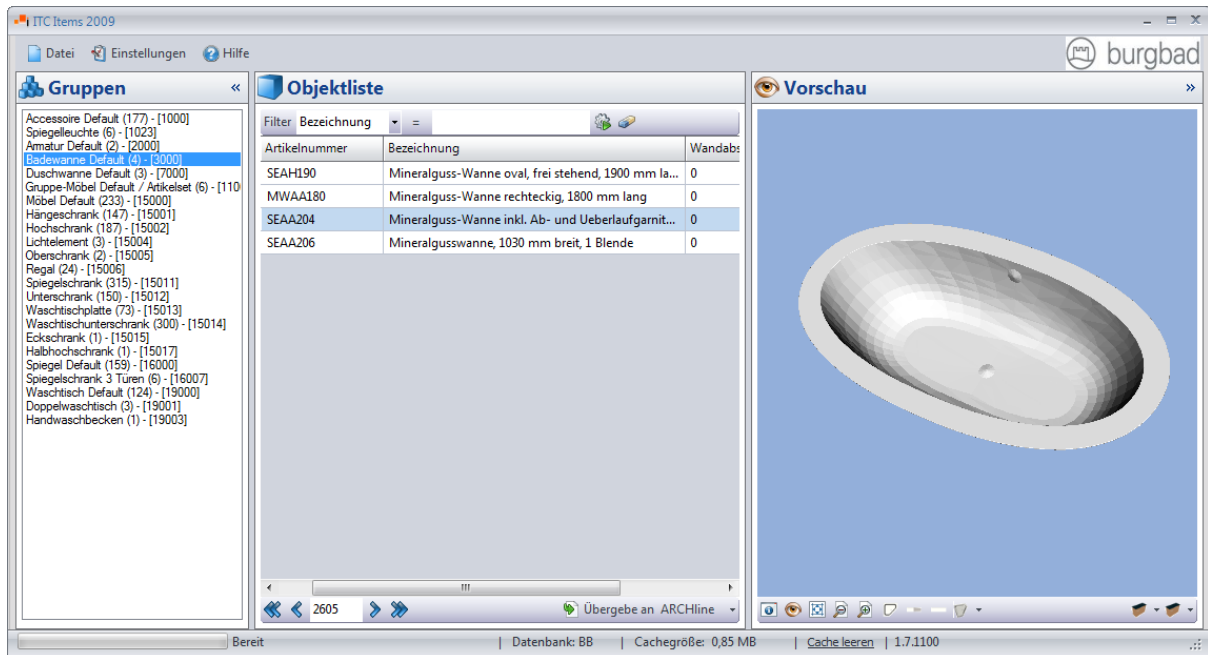 ITC Items 2009
Datei Einstellungen Hilfe
burgbad
Gruppen «
Accessoire Default (177) - [1000]
Spiegelleuchte (6) - [1023]
Armatur Default (2) - [2000]
Badewanne Default (4) - [3000]
Duschwanne Default (3) - [7000]
Gruppe-Möbel Default / Artikelset (6) - [110
Möbel Default (233) - [15000]
Hängeschrank (147) - [15001]
Hochschrank (187) - [15002]
Lichtelement (3) - [15004]
Oberschrank (2) - [15005]
Regal (24) - [15006]
Spiegelschrank (315) - [15011]
Unterschrank (150) - [15012]
Waschtischplatte (73) - [15013]
Waschtischunterschrank (300) - [15014]
Eckschrank (1) - [15015]
Halbhochschrank (1) - [15017]
Spiegel Default (159) - [16000]
Spiegelschrank 3 Türen (6) - [16007]
Waschtisch Default (124) - [19000]
Doppelwaschtisch (3) - [19001]
Handwaschbecken (1) - [19003]
Objektliste
Filter Bezeichnung =
Artikelnummer Bezeichnung Wandabs
SEAH190 Mineralguss-Wanne oval, frei stehend, 1900 mm la... 0
MWAA180 Mineralguss-Wanne rechteckig, 1800 mm lang 0
SEAA204 Mineralguss-Wanne inkl. Ab- und Ueberlaufgarnit... 0
SEAA206 Mineralgusswanne, 1030 mm breit, 1 Blende 0
2605 Übergebe an ARCHline
Vorschau »
Bereit | Datenbank: BB | Cachegröße: 0,85 MB | Cache leeren | 1.7.1100